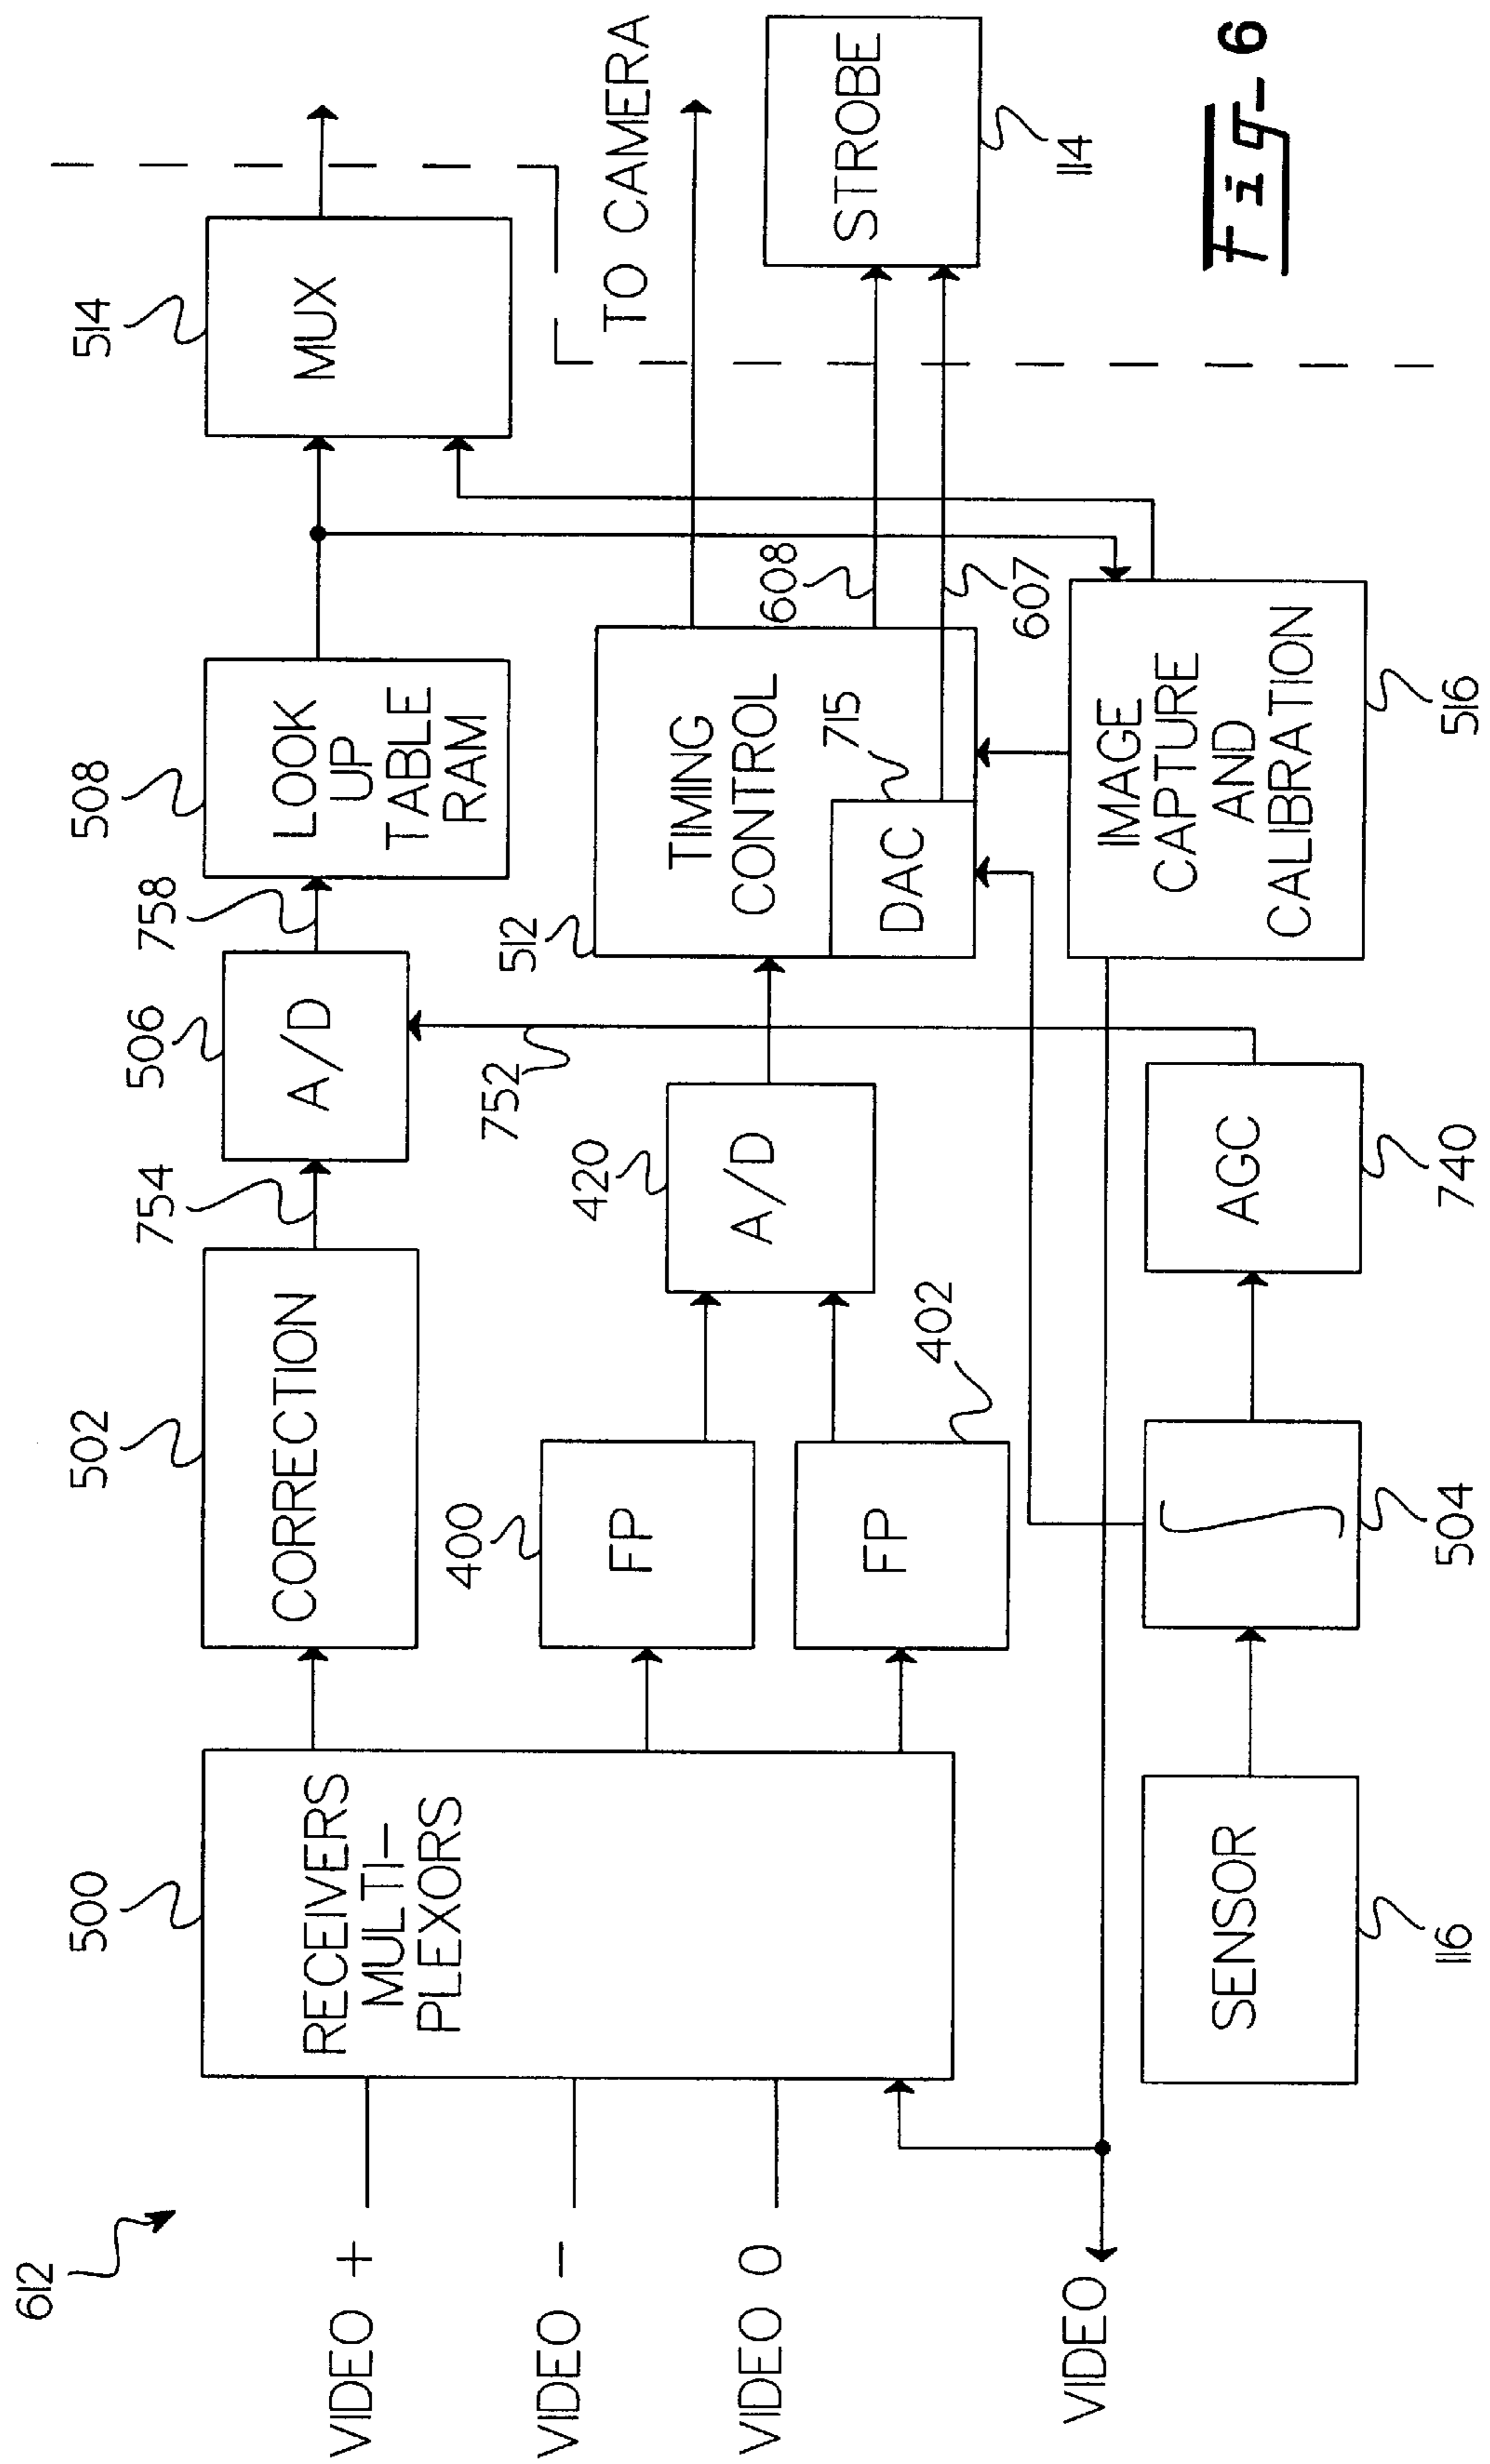 612
VIDEO +
VIDEO −
VIDEO 0
VIDEO
500
RECEIVERS
MULTI−
PLEXORS
502
CORRECTION
754
506
A/D
758
508
LOOK
UP
TABLE
RAM
514
MUX
400
FP
402
FP
420
A/D
752
512
TIMING
CONTROL
715
DAC
608
607
TO CAMERA
STROBE
114
SENSOR
116
504
AGC
740
IMAGE
CAPTURE
AND
CALIBRATION
516
Fig-6